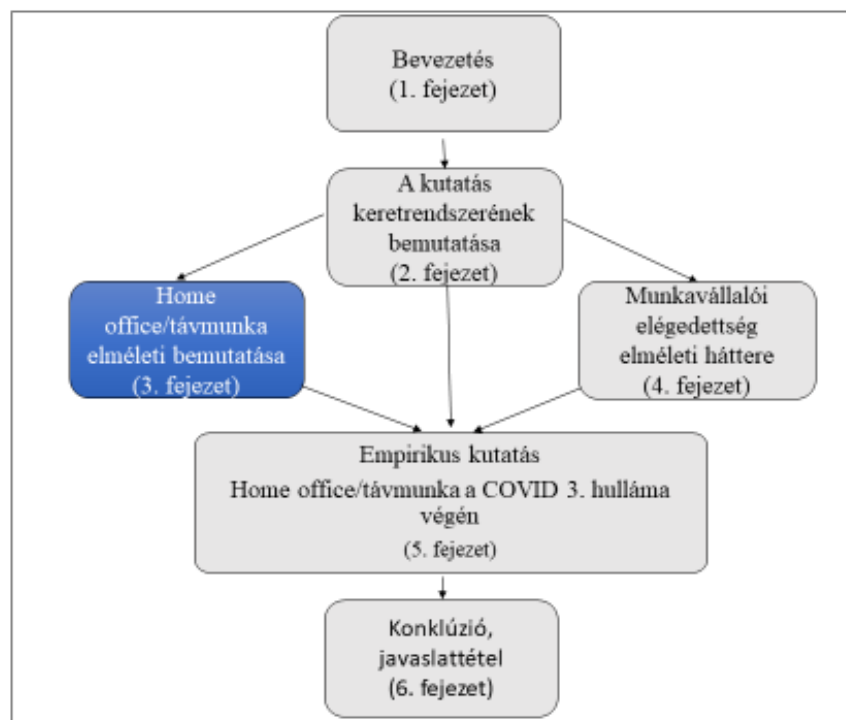 Bevezetés
(1. fejezet)
A kutatás
keretrendszerének
bemutatása
(2. fejezet)
Home
office/távmunka
elméleti bemutatása
(3. fejezet)
Munkavállalói
elégedettség
elméleti háttere
(4. fejezet)
Empirikus kutatás
Home office/távmunka a COVID 3. hulláma
végén
(5. fejezet)
Konklúzió,
javaslattétel
(6. fejezet)